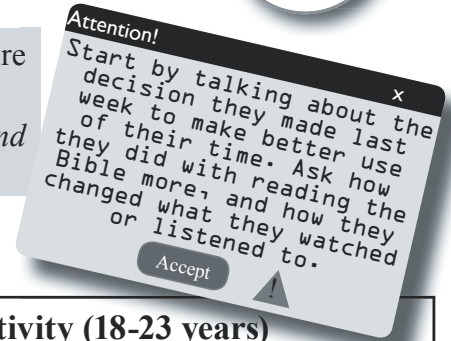 re
nd
Attention!
x
Start by talking about the
decision they made last
week to make better use
of their time. Ask how
they did with reading the
Bible more, and how they
changed what they watched
or listened to.
Accept
!
tivity (18-23 years)